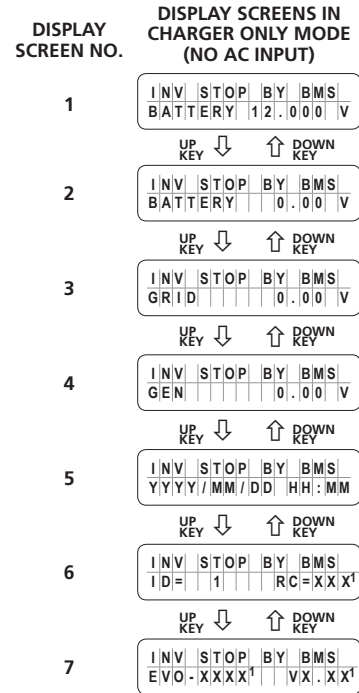 DISPLAY
SCREEN NO.
DISPLAY SCREENS IN
CHARGER ONLY MODE
(NO AC INPUT)
1
INV STOP BY BMS
BATTERY 12.000 V
UP KEY DOWN KEY
2
INV STOP BY BMS
BATTERY 0.00 V
UP KEY DOWN KEY
3
INV STOP BY BMS
GRID 0.00 V
UP KEY DOWN KEY
4
INV STOP BY BMS
GEN 0.00 V
UP KEY DOWN KEY
5
INV STOP BY BMS
YYYY/MM/DD HH:MM
UP KEY DOWN KEY
6
INV STOP BY BMS
ID= 1 RC=XXX¹
UP KEY DOWN KEY
7
INV STOP BY BMS
EVO-XXXX¹ VX.XX¹